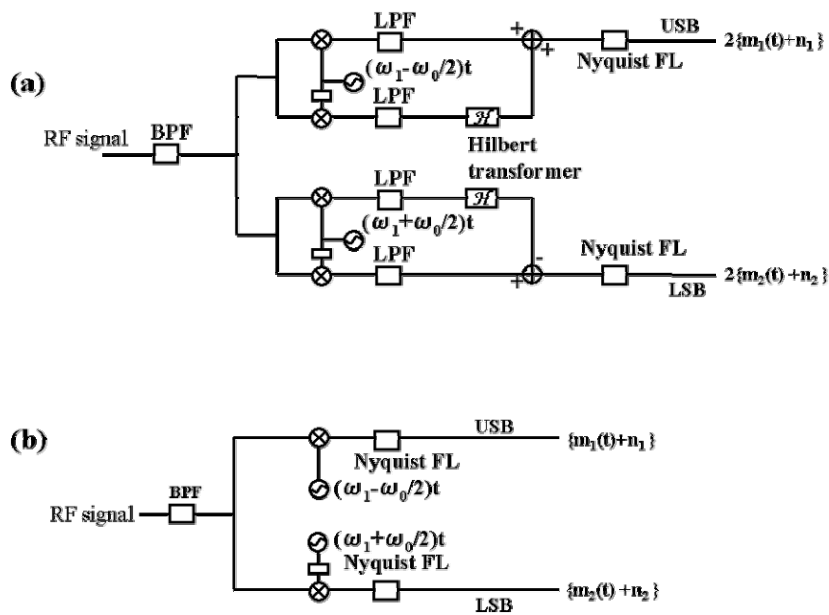 LPF
USB
2{m₁(t)+n₁}
+
+
(ω₁-ω₀/2)t
Nyquist FL
(a)
LPF
BPF
RF signal
ℋ
Hilbert
transformer
LPF
ℋ
(ω₁+ω₀/2)t
LPF
-
Nyquist FL
+
2{m₂(t) +n₂}
LSB
(b)
USB
{m₁(t)+n₁}
Nyquist FL
(ω₁-ω₀/2)t
BPF
RF signal
(ω₁+ω₀/2)t
Nyquist FL
{m₂(t) +n₂}
LSB